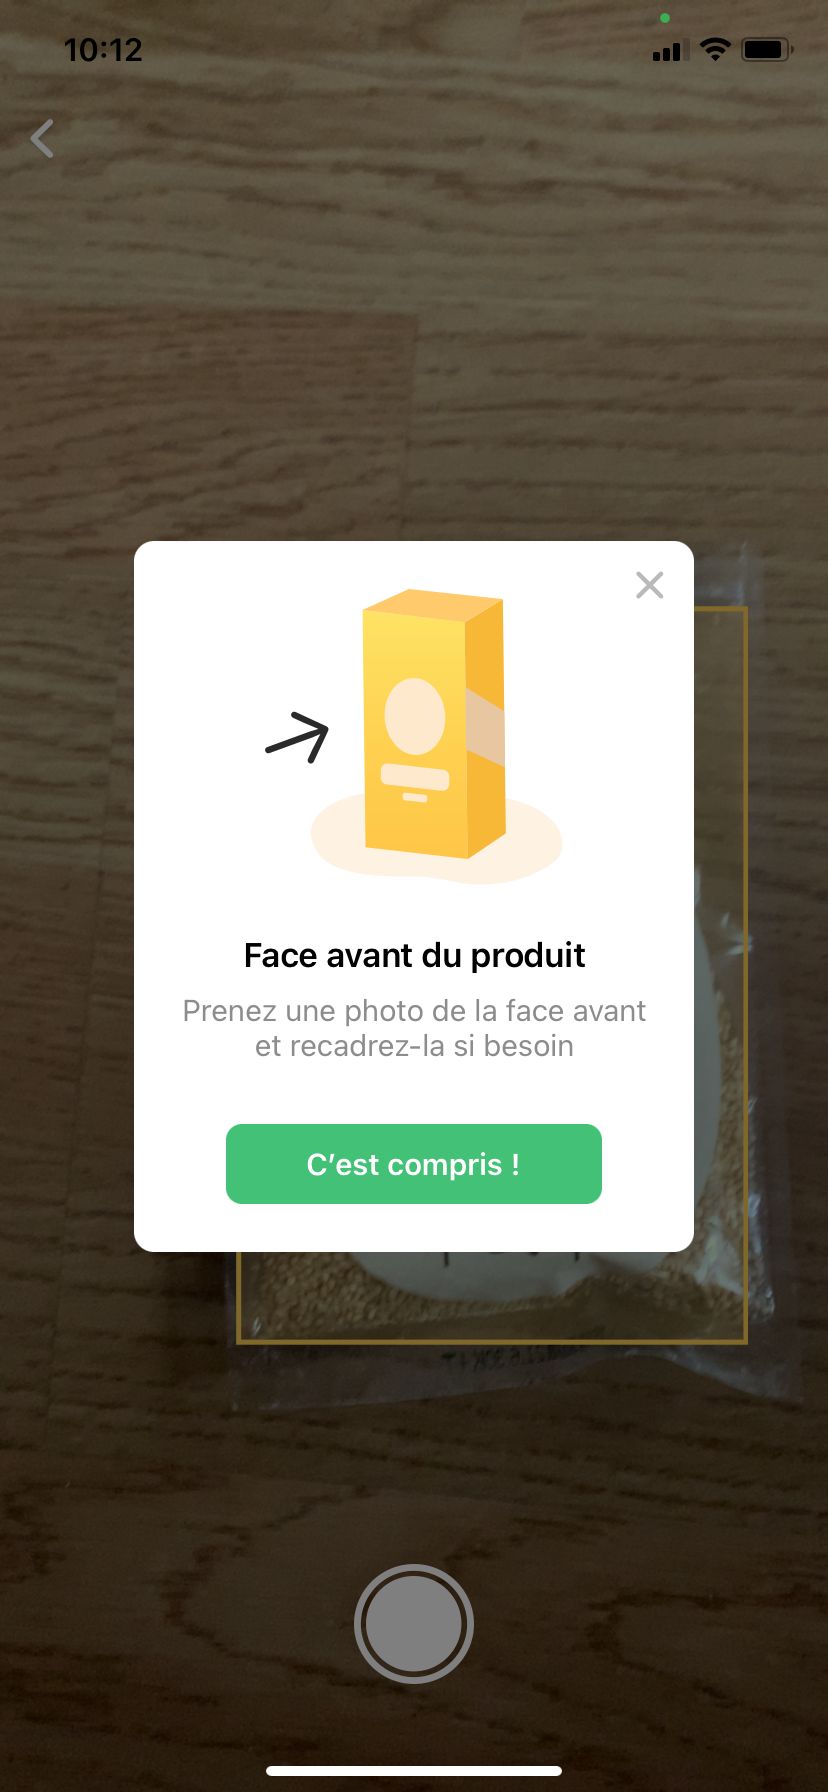 10:12
Face avant du produit
Prenez une photo de la face avant
et recadrez-la si besoin
C’est compris !